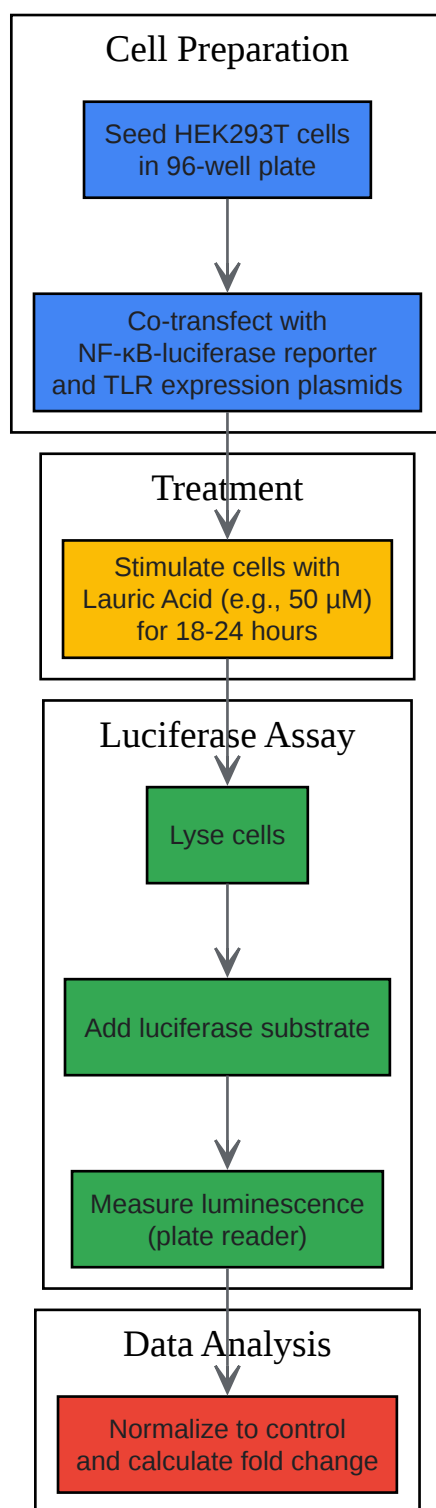 Cell Preparation
Seed HEK293T cells
in 96-well plate
Co-transfect with
NF-κB-luciferase reporter
and TLR expression plasmids
Treatment
Stimulate cells with
Lauric Acid (e.g., 50 µM)
for 18-24 hours
Luciferase Assay
Lyse cells
Add luciferase substrate
Measure luminescence
(plate reader)
Data Analysis
Normalize to control
and calculate fold change